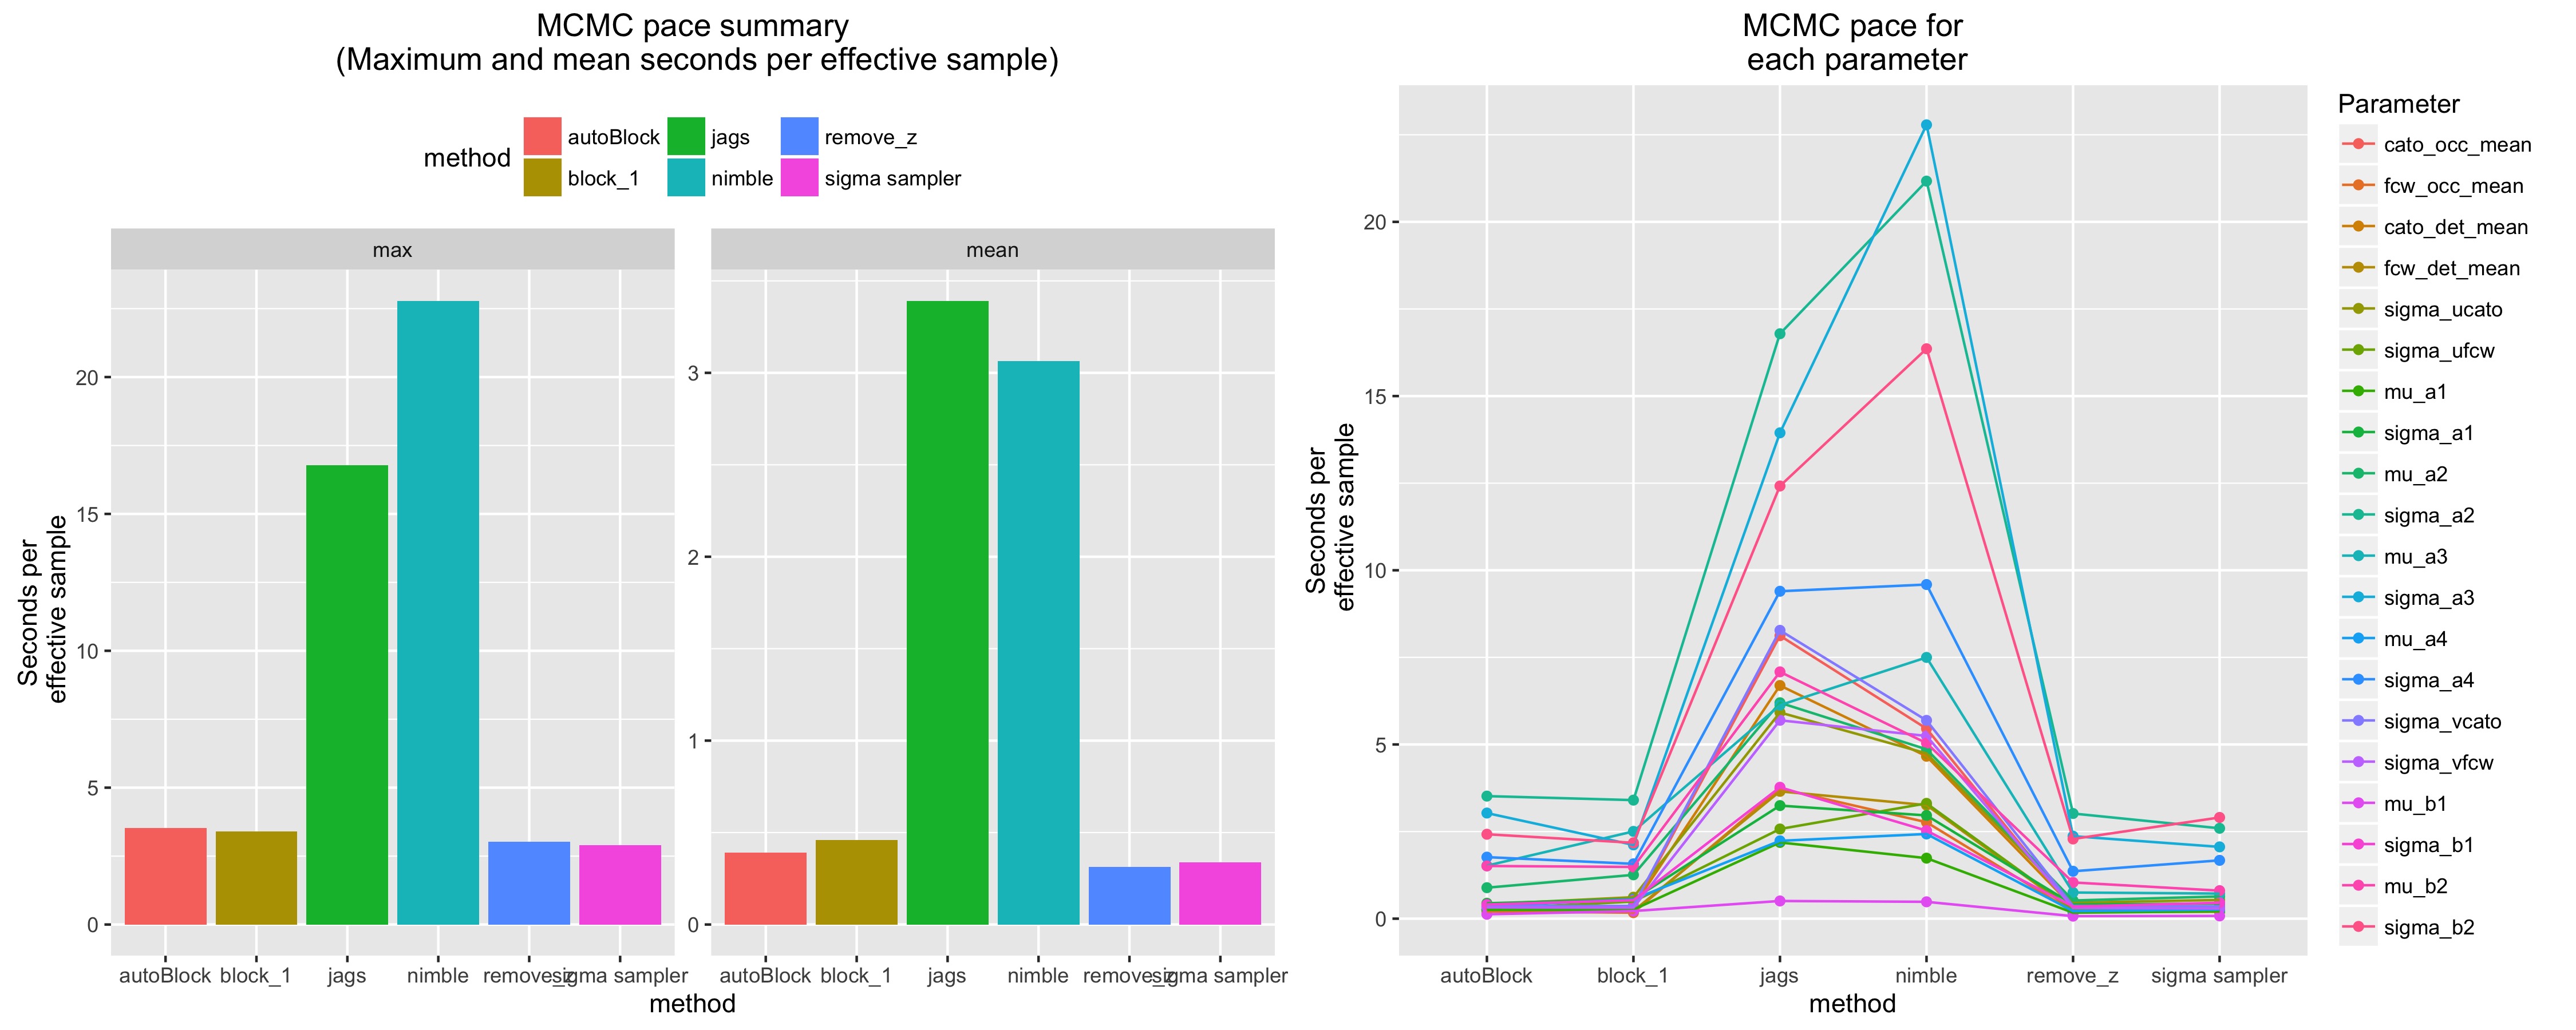 MCMC pace summary
(Maximum and mean seconds per effective sample)
method
autoBlock
jags
remove_z
block_1
nimble
sigma sampler
max
mean
Seconds per
effective sample
20
15
10
5
0
3
2
1
0
autoBlock block_1 jags nimble remove_z sigma sampler
autoBlock block_1 jags nimble remove_z sigma sampler
method
MCMC pace for
each parameter
Seconds per
effective sample
20
15
10
5
0
autoBlock block_1 jags nimble remove_z sigma sampler
method
Parameter
cato_occ_mean
fcw_occ_mean
cato_det_mean
fcw_det_mean
sigma_ucato
sigma_ufcw
mu_a1
sigma_a1
mu_a2
sigma_a2
mu_a3
sigma_a3
mu_a4
sigma_a4
sigma_vcato
sigma_vfcw
mu_b1
sigma_b1
mu_b2
sigma_b2